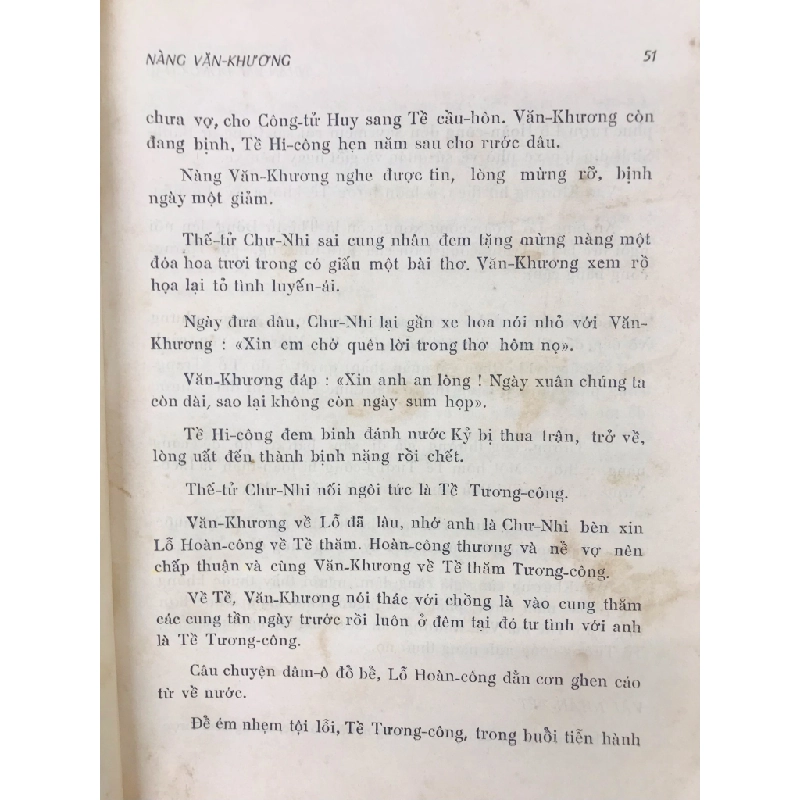 NÀNG VĂN-KHƯƠNG 51
chưa vợ, cho Công-tử Huy sang Tề cầu-hòn. Văn-Khương còn
đang bịnh, Tề Hi-công hẹn năm sau cho rước dâu.
Nàng Văn-Khương nghe được tin, lòng mừng rỡ, bịnh
ngày một giảm.
Thế-tử Chư-Nhi sai cung nhân đem tặng mừng nàng một
đóa hoa tươi trong có giấu một bài thơ. Văn-Khương xem rồ
họa lại tỏ tình luyến-ái.
Ngày đưa dâu, Chư-Nhi lại gần xe hoa nói nhỏ với Văn-
Khương : «Xin em chớ quên lời trong thơ hôm nọ».
Văn-Khương đáp : «Xin anh an lòng ! Ngày xuân chúng ta
còn dài, sao lại không còn ngày sum họp».
Tề Hi-công đem binh đánh nước Kỷ bị thua trận, trở về,
lòng uất đến thành bịnh nặng rồi chết.
Thế-tử Chư-Nhi nối ngôi tức là Tề Tương-công.
Văn-Khương về Lỗ đã lâu, nhớ anh là Chư-Nhi bèn xin
Lỗ Hoàn-công về Tề thăm. Hoàn-công thương và nề vợ nên
chấp thuận và cùng Văn-Khương về Tề thăm Tương-công.
Về Tề, Văn-Khương nói thác với chồng là vào cung thăm
các cung tần ngày trước rồi luôn ở đêm tại đó tư tình với anh
là Tề Tương-công.
Câu chuyện dâm-ô đổ bề, Lỗ Hoàn-công dằn cơn ghen cáo
từ về nước.
Để ém nhẹm tội lỗi, Tề Tương-công, trong buổi tiễn hành